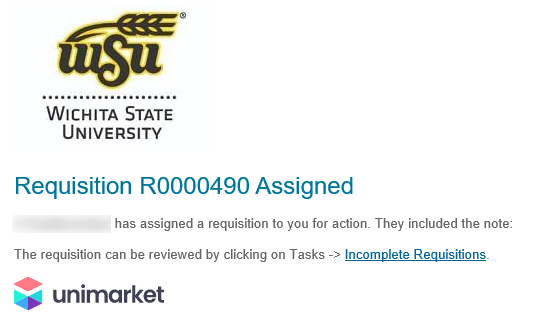 WSU
®
WICHITA STATE
UNIVERSITY
Requisition R0000490 Assigned
has assigned a requisition to you for action. They included the note:
The requisition can be reviewed by clicking on Tasks -> Incomplete Requisitions.
unimarket